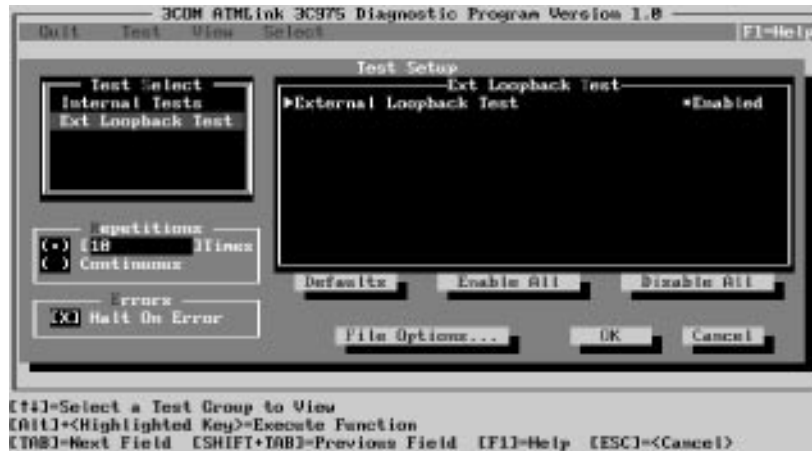 3COM ATMLink 3C975 Diagnostic Program Version 1.0
Quit Test View Select F1=Help
Test Setup
Test Select
Internal Tests
Ext Loopback Test
Ext Loopback Test
►External Loopback Test *Enabled
Repetitions
(•) [10 ]Times
( ) Continuous
Errors
[X] Halt On Error
Defaults Enable All Disable All
File Options... OK Cancel
[↑↓]=Select a Test Group to View
[Alt]+<Highlighted Key>=Execute Function
[TAB]=Next Field [SHIFT+TAB]=Previous Field [F1]=Help [ESC]=<Cancel>